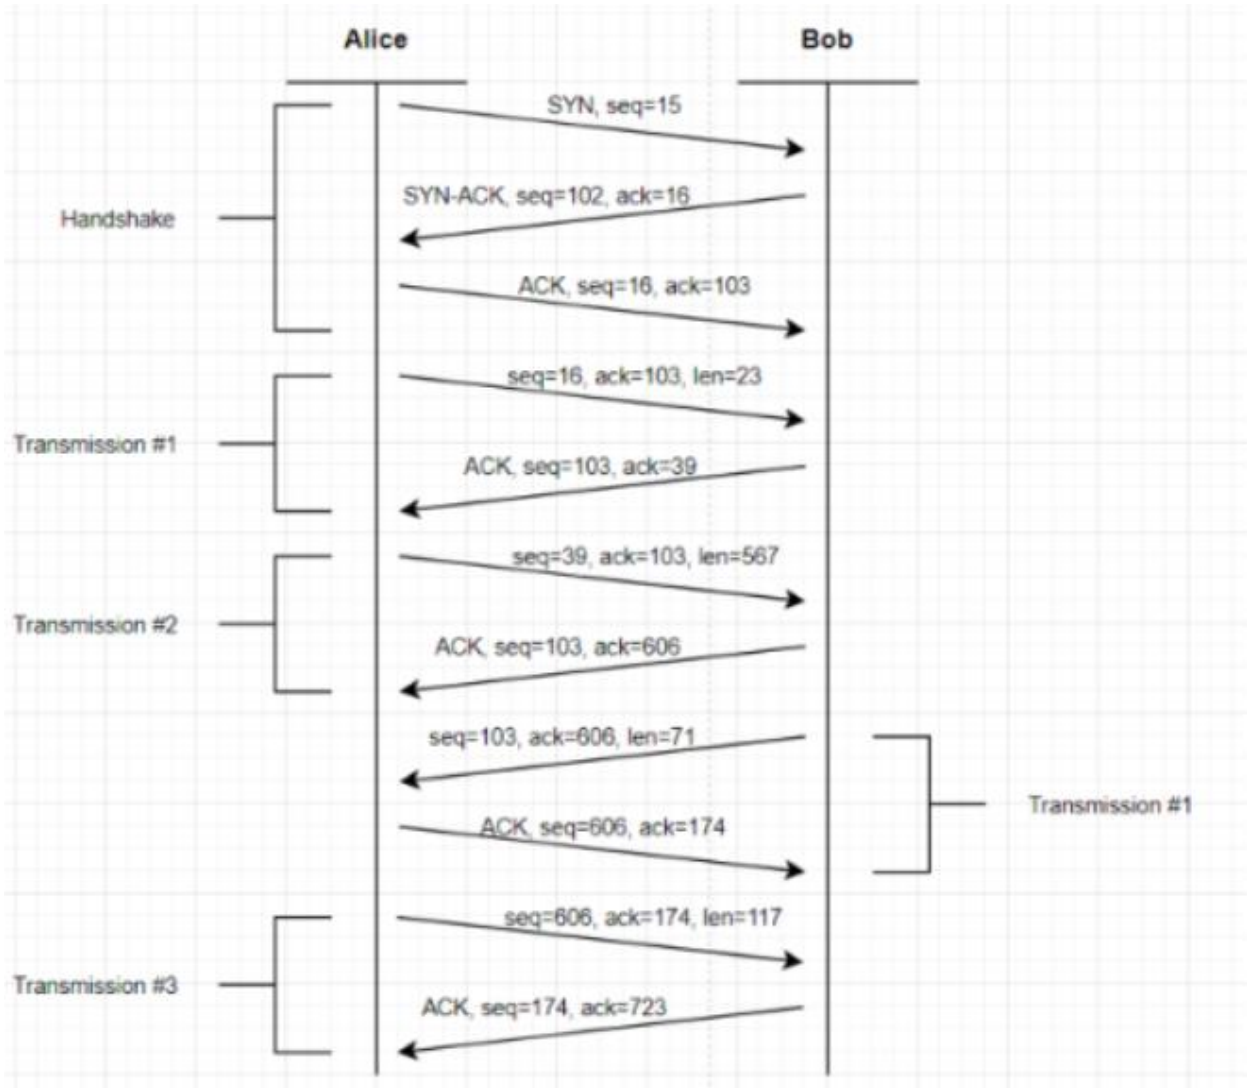 Alice
Bob
SYN, seq=15
SYN-ACK, seq=102, ack=16
Handshake
ACK, seq=16, ack=103
seq=16, ack=103, len=23
Transmission #1
ACK, seq=103, ack=39
seq=39, ack=103, len=567
Transmission #2
ACK, seq=103, ack=606
seq=103, ack=606, len=71
Transmission #1
ACK, seq=606, ack=174
seq=606, ack=174, len=117
Transmission #3
ACK, seq=174, ack=723